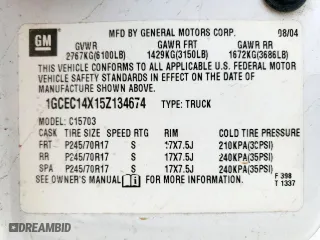 GM
MFD BY GENERAL MOTORS CORP. 08/04
GVWR GAWR FRT GAWR RR
2767KG(6100LB) 1429KG(3150LB) 1672KG(3686LB)
THIS VEHICLE CONFORMS TO ALL APPLICABLE U.S. FEDERAL MOTOR
VEHICLE SAFETY STANDARDS IN EFFECT ON THE DATE OF
MANUFACTURE SHOWN ABOVE.
1GCEC14X15Z134674 TYPE: TRUCK
MODEL: C15703
CASK TIRE SIZE SPEED RTG RIM COLD TIRE PRESSURE
FRT P245/70R17 S 17X7.5J 210KPA(30PSI)
RR P245/70R17 S 17X7.5J 240KPA(35PSI)
SPA P245/70R17 S 17X7.5J 240KPA(35PSI)
SEE OWNER'S MANUAL FOR MORE INFORMATION. F 398
T 1337
DREAMBID dreambid.com